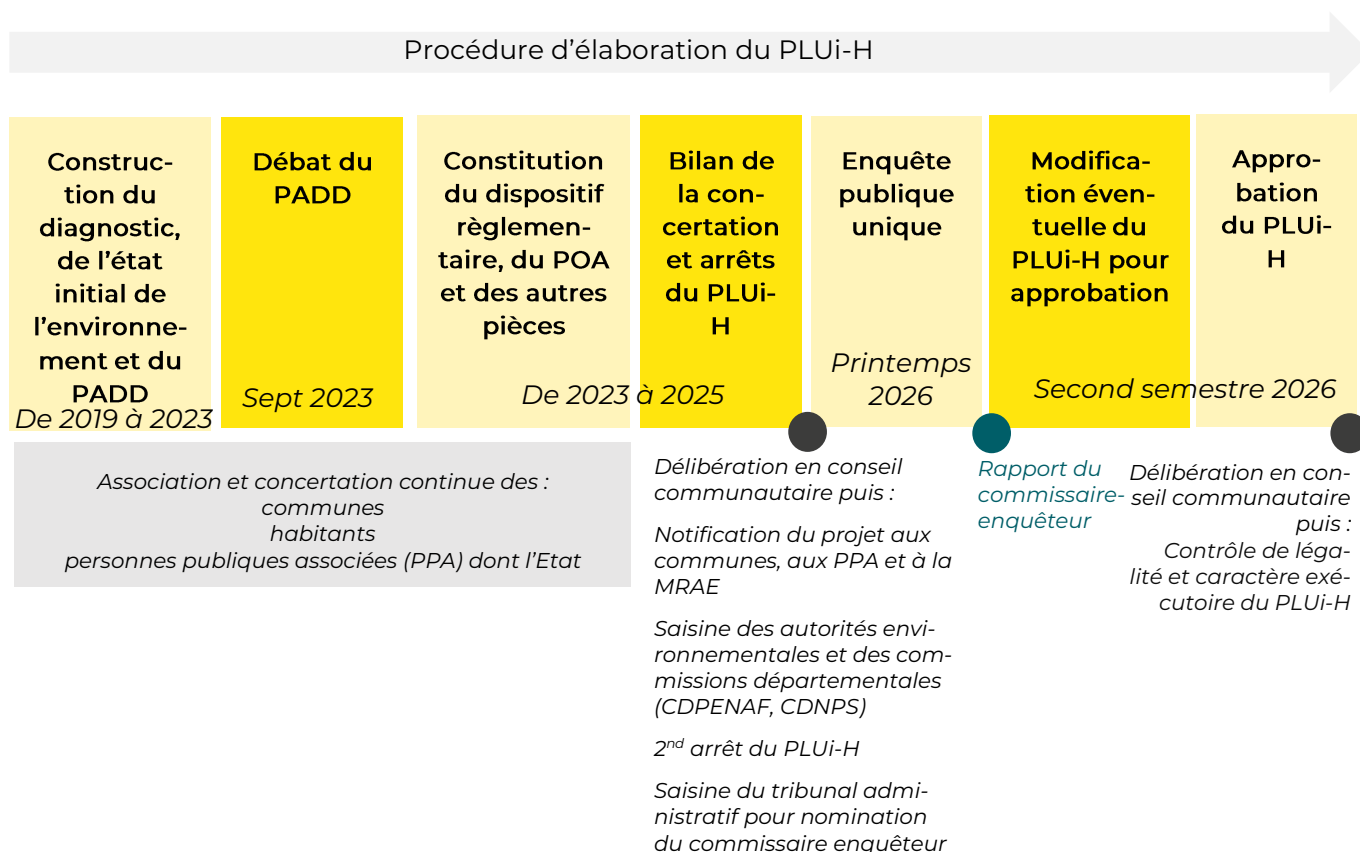 Procédure d'élaboration du PLUi-H
Construc-
tion du
diagnostic,
de l'état
initial de
l'environne-
ment et du
PADD
De 2019 à 2023
Débat du
PADD
Sept 2023
Constitution
du dispositif
règlemen-
taire, du POA
et des autres
pièces
Bilan de
la con-
certation
et arrêts
du PLUi-
H
De 2023 à 2025
Enquête
publique
unique
Printemps
2026
Modifica-
tion éven-
tuelle du
PLUi-H pour
approbation
Appro-
bation
du PLUi-
H
Second semestre 2026
Association et concertation continue des :
communes
habitants
personnes publiques associées (PPA) dont l'Etat
Délibération en conseil
communautaire puis :
Notification du projet aux
communes, aux PPA et à la
MRAE
Saisine des autorités envi-
ronnementales et des com-
missions départementales
(CDPENAF, CDNPS)
2nd arrêt du PLUi-H
Saisine du tribunal admi-
nistratif pour nomination
du commissaire enquêteur
Rapport du
commissaire-
enquêteur
Délibération en con-
seil communautaire
puis :
Contrôle de léga-
lité et caractère exé-
cutoire du PLUi-H